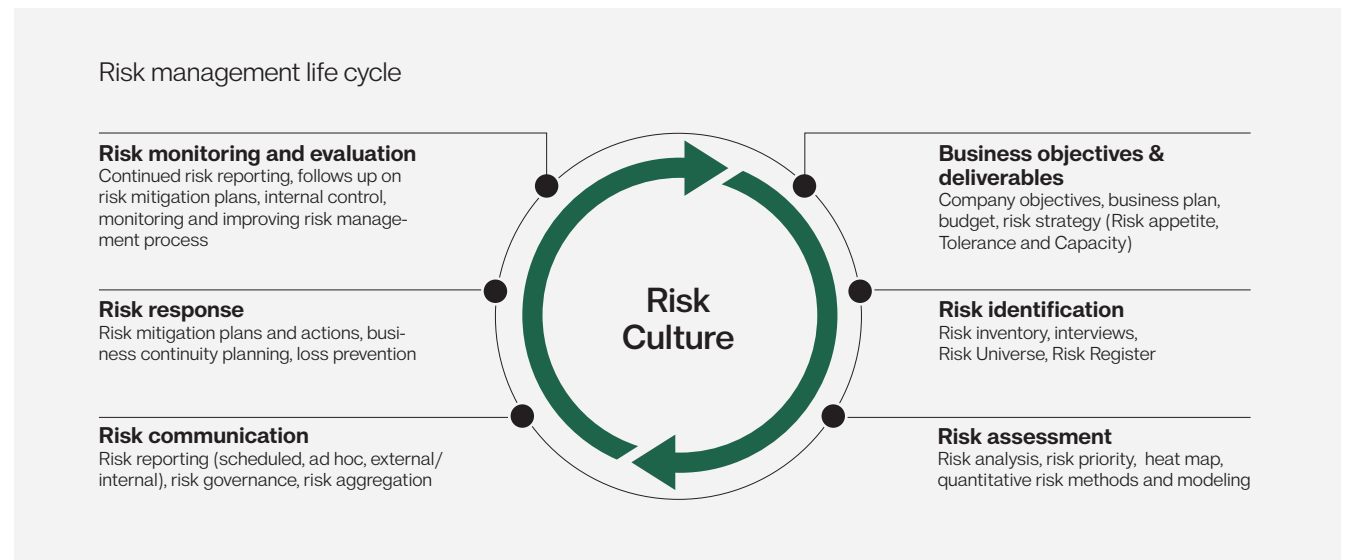 Risk management life cycle
Risk monitoring and evaluation
Continued risk reporting, follows up on
risk mitigation plans, internal control,
monitoring and improving risk manage-
ment process
Risk response
Risk mitigation plans and actions, busi-
ness continuity planning, loss prevention
Risk communication
Risk reporting (scheduled, ad hoc, external/
internal), risk governance, risk aggregation
Risk
Culture
Business objectives &
deliverables
Company objectives, business plan,
budget, risk strategy (Risk appetite,
Tolerance and Capacity)
Risk identification
Risk inventory, interviews,
Risk Universe, Risk Register
Risk assessment
Risk analysis, risk priority, heat map,
quantitative risk methods and modeling